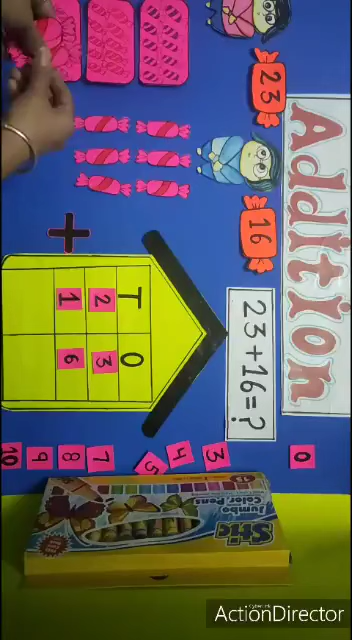 Addition
23
16
23+16=?
T O
2 3
+ 1 6
0
3
4
5
7
8
9
10
Stic
Jumbo
Color Pens
ActionDirector